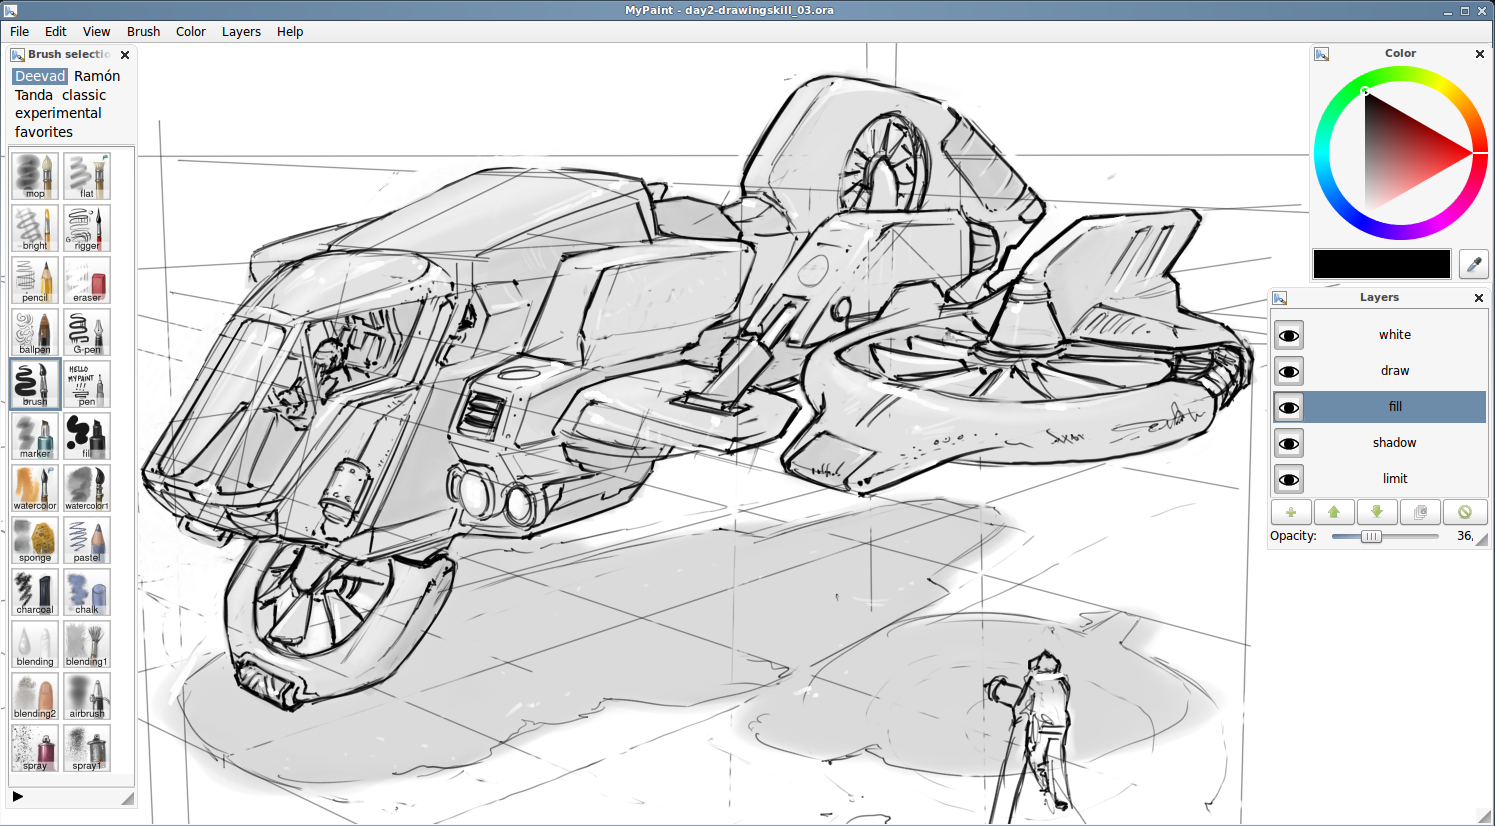 MyPaint - day2-drawingskill_03.ora
File Edit View Brush Color Layers Help
Brush selectic
Deevad Ramón
Tanda classic
experimental
favorites
mop flat
bright rigger
pencil eraser
ballpen G-pen
HELLO
MYPAINT
!!!
brush pen
marker fill
watercolor watercolor1
sponge pastel
charcoal chalk
blending blending1
blending2 airbrush
spray spray1
Color
Layers
white
draw
fill
shadow
limit
Opacity: 36,